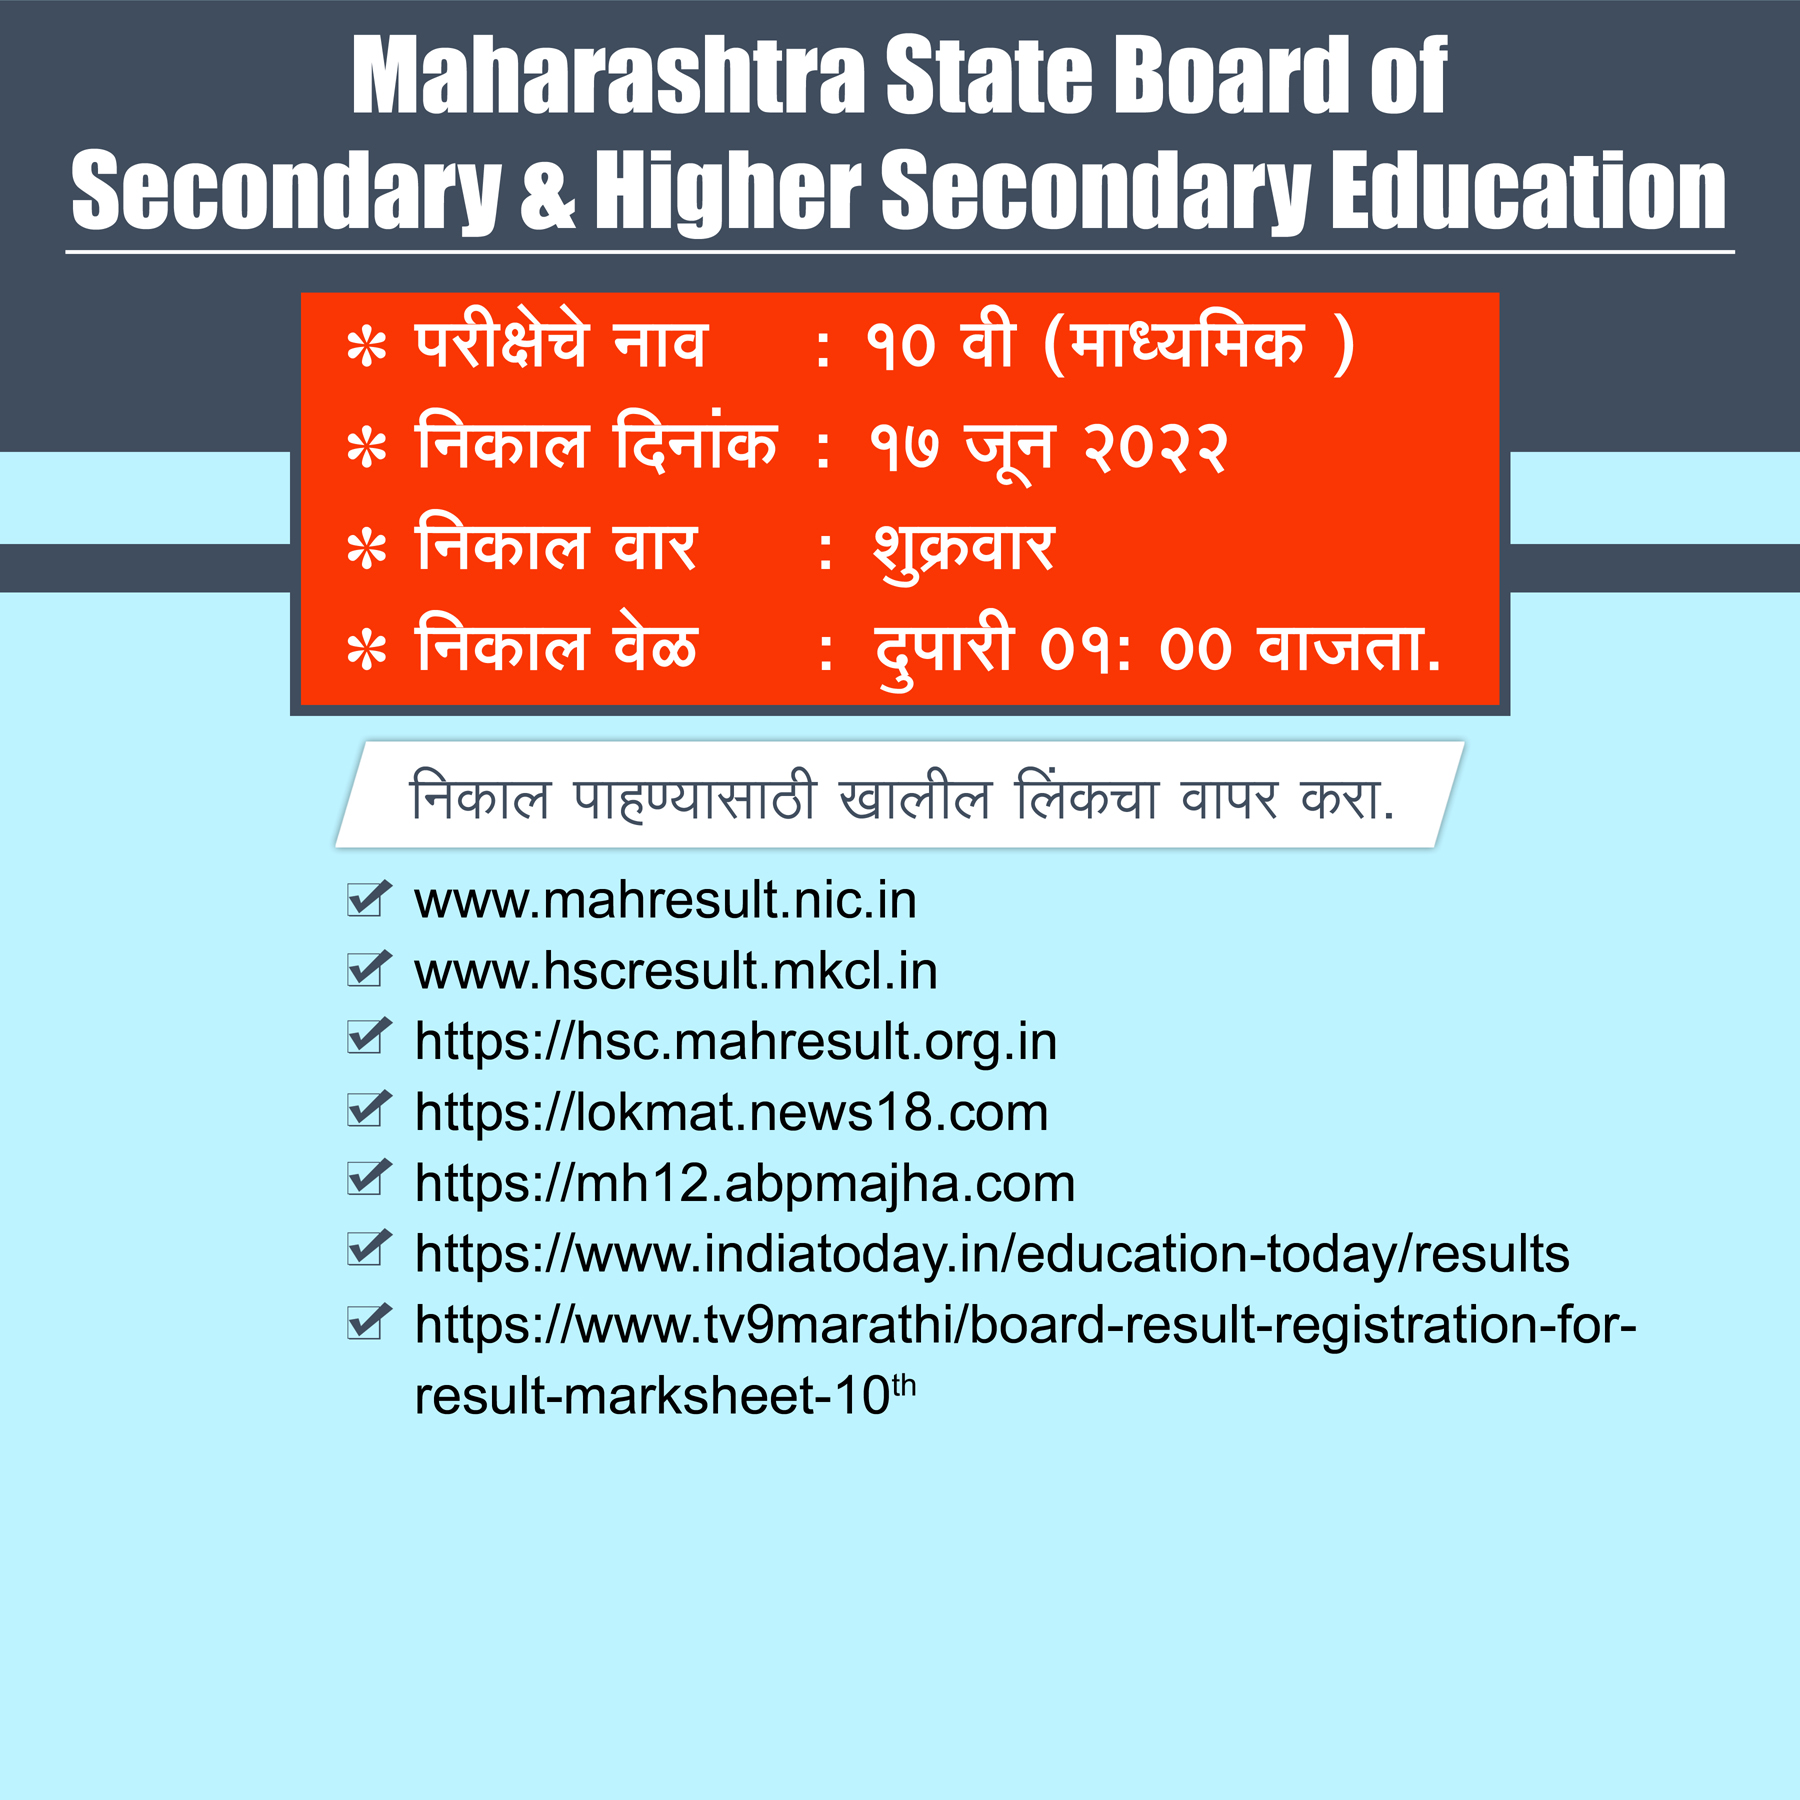 Maharashtra State Board of
Secondary & Higher Secondary Education
* परीक्षेचे नाव : १० वी (माध्यमिक )
* निकाल दिनांक : १७ जून २०२२
* निकाल वार : शुक्रवार
* निकाल वेळ : दुपारी ०१: ०० वाजता.
निकाल पाहण्यासाठी खालील लिंकचा वापर करा.
www.mahresult.nic.in
www.hscresult.mkcl.in
https://hsc.mahresult.org.in
https://lokmat.news18.com
https://mh12.abpmajha.com
https://www.indiatoday.in/education-today/results
https://www.tv9marathi/board-result-registration-for-
result-marksheet-10th